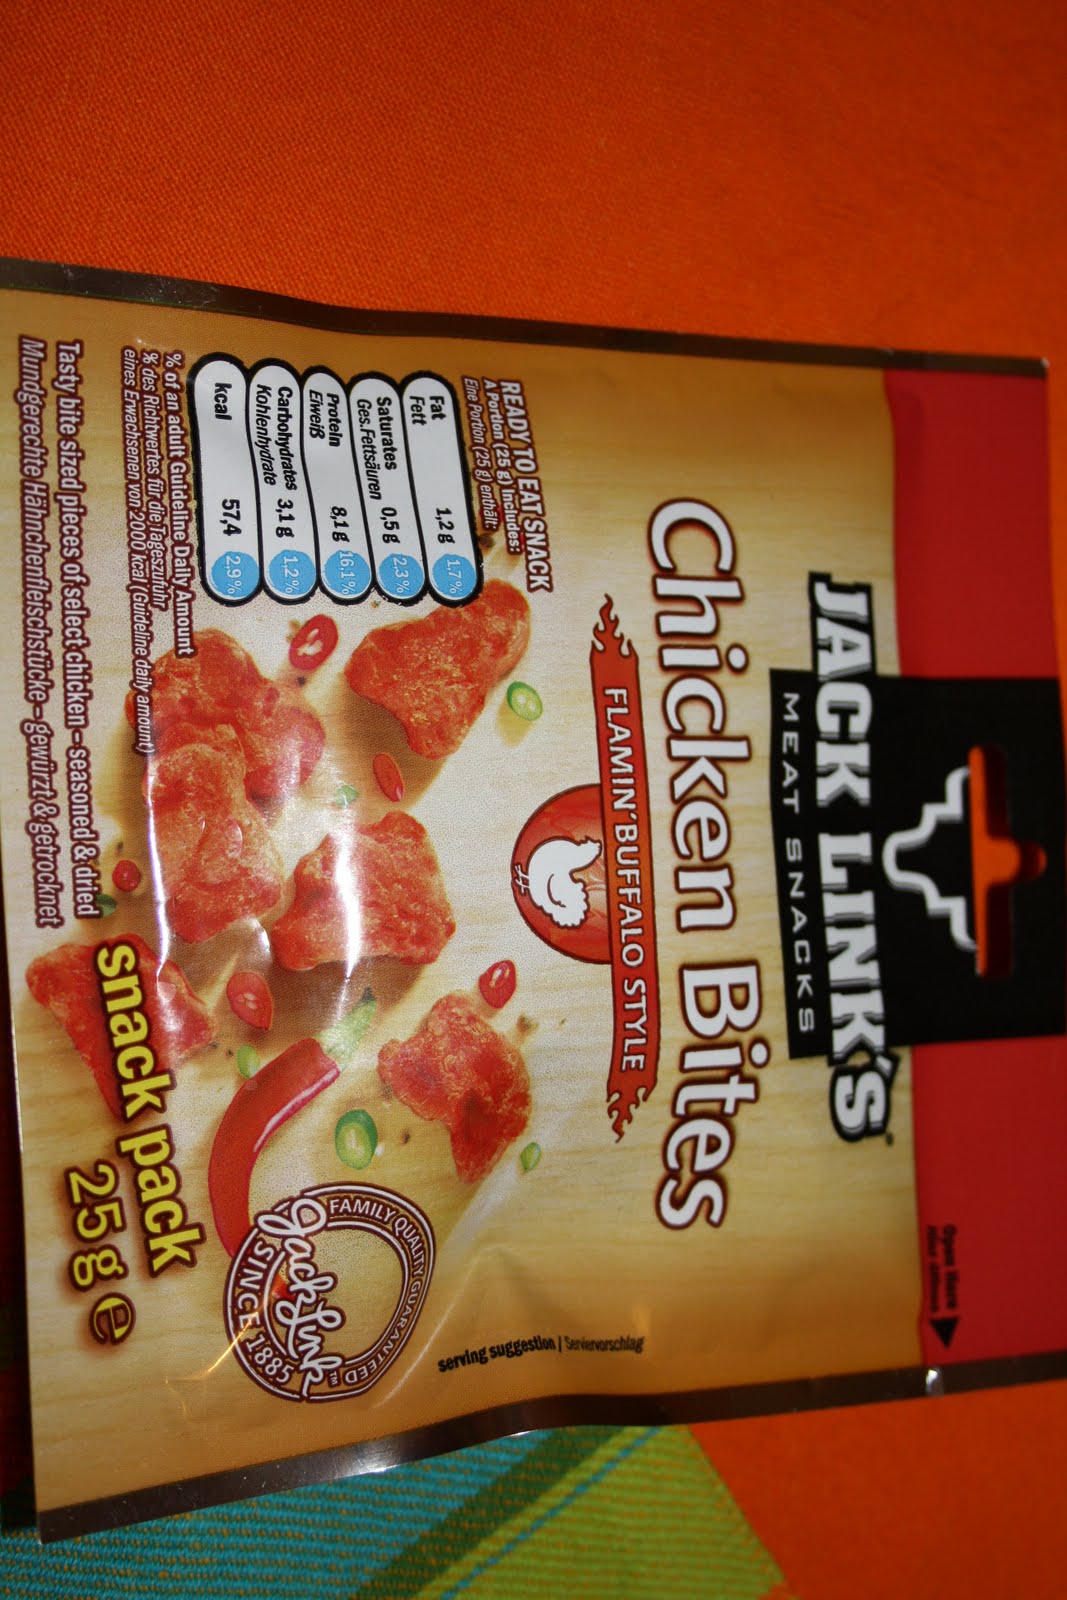 Open Here
Hier öffnen
JACK LINK'S
MEAT SNACKS
Chicken Bites
FLAMIN' BUFFALO STYLE
READY TO EAT SNACK
A Portion (25 g) includes:
Eine Portion (25 g) enthält:
Fat 1,2 g 1.7%
Fett
Saturates 0,5 g 2,3%
Ges.Fettsäuren
Protein 8,1 g 16,1%
Eiweiß
Carbohydrates 3,1 g 1.2%
Kohlenhydrate
kcal 57,4 2,9%
% of an adult Guideline Daily Amount
% des Richtwertes für die Tageszufuhr
eines Erwachsenen von 2000 kcal (Guideline daily amount)
Tasty bite sized pieces of select chicken – seasoned & dried
Mundgerechte Hähnchenfleischstücke – gewürzt & getrocknet
serving suggestion | Serviervorschlag
FAMILY QUALITY GUARANTEED
Jack Link TM
SINCE 1885
snack pack
25 g e